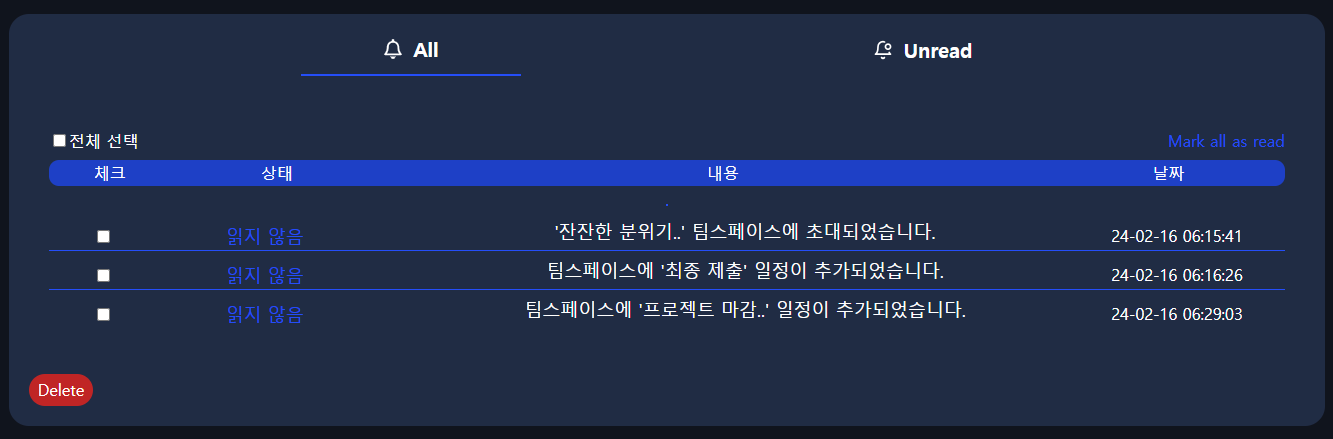 All Unread
전체 선택 Mark all as read
체크 상태 내용 날짜
.
읽지 않음 '잔잔한 분위기..' 팀스페이스에 초대되었습니다. 24-02-16 06:15:41
읽지 않음 팀스페이스에 '최종 제출' 일정이 추가되었습니다. 24-02-16 06:16:26
읽지 않음 팀스페이스에 '프로젝트 마감..' 일정이 추가되었습니다. 24-02-16 06:29:03
Delete